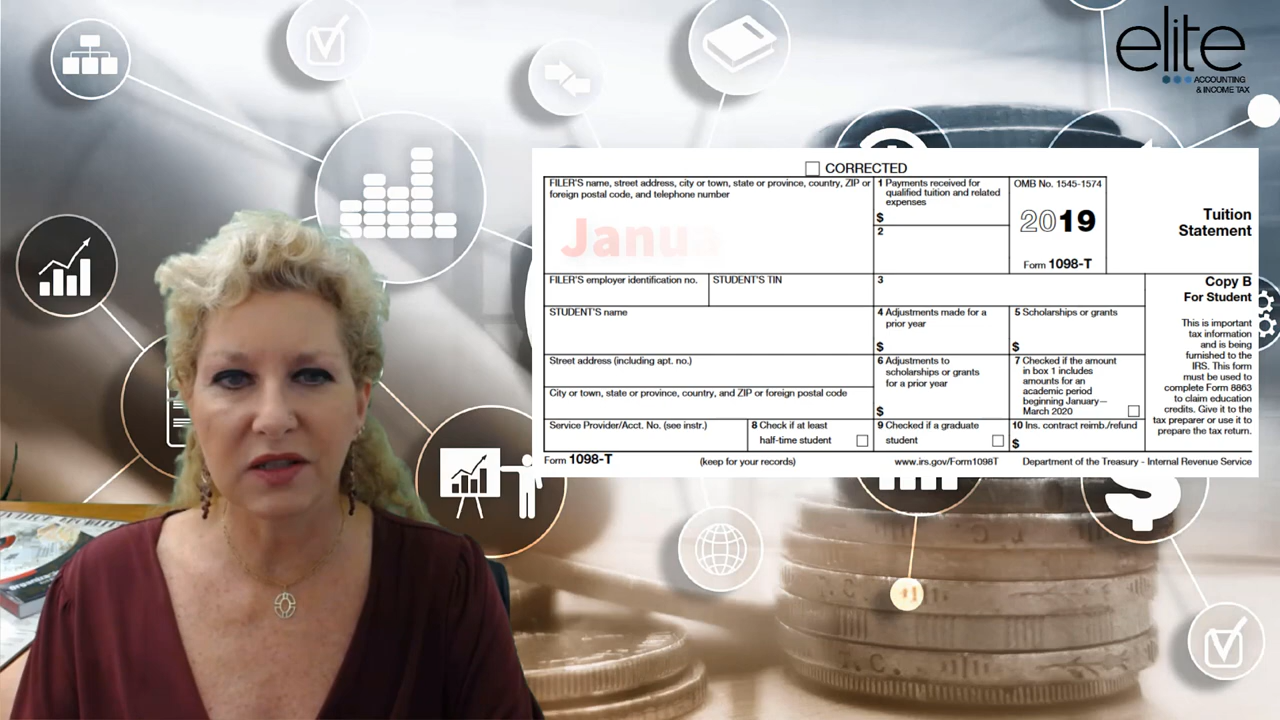 elite
ACCOUNTING
& INCOME TAX
CORRECTED
FILER'S name, street address, city or town, state or province, country, ZIP or
foreign postal code, and telephone number
Janua
1 Payments received for
qualified tuition and related
expenses
$
2
OMB No. 1545-1574
2019
Form 1098-T
Tuition
Statement
FILER'S employer identification no.
STUDENT'S TIN
3
Copy B
For Student
STUDENT'S name
4 Adjustments made for a
prior year
$
5 Scholarships or grants
$
This is important
tax information
and is being
furnished to the
IRS. This form
must be used to
complete Form 8863
to claim education
credits. Give it to the
tax preparer or use it to
prepare the tax return.
Street address (including apt. no.)
6 Adjustments to
scholarships or grants
for a prior year
$
7 Checked if the amount
in box 1 includes
amounts for an
academic period
beginning January—
March 2020
City or town, state or province, country, and ZIP or foreign postal code
Service Provider/Acct. No. (see instr.)
8 Check if at least
half-time student
9 Checked if a graduate
student
10 Ins. contract reimb./refund
$
Form 1098-T
(keep for your records)
www.irs.gov/Form1098T
Department of the Treasury - Internal Revenue Service